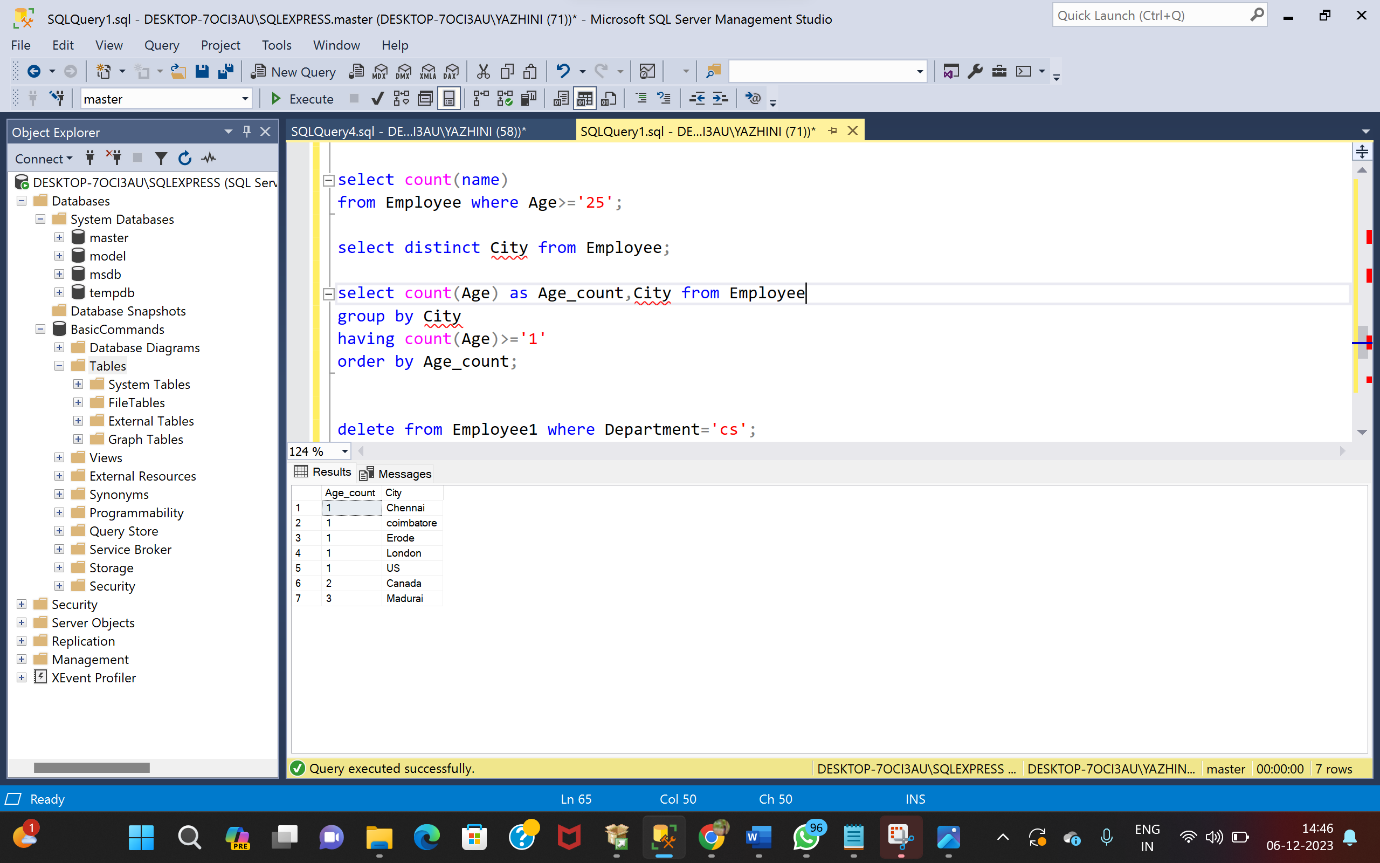 SQLQuery1.sql - DESKTOP-7OCI3AU\SQLEXPRESS.master (DESKTOP-7OCI3AU\YAZHINI (71))* - Microsoft SQL Server Management Studio
Quick Launch (Ctrl+Q)
File Edit View Query Project Tools Window Help
New Query MDX DMX XMLA DAX
master Execute
Object Explorer
SQLQuery4.sql - DE...I3AU\YAZHINI (58))*
SQLQuery1.sql - DE...I3AU\YAZHINI (71))*
Connect
DESKTOP-7OCI3AU\SQLEXPRESS (SQL Serv
Databases
System Databases
master
model
msdb
tempdb
Database Snapshots
BasicCommands
Database Diagrams
Tables
System Tables
FileTables
External Tables
Graph Tables
Views
External Resources
Synonyms
Programmability
Query Store
Service Broker
Storage
Security
Security
Server Objects
Replication
Management
XEvent Profiler
select count(name)
from Employee where Age>='25';
select distinct City from Employee;
select count(Age) as Age_count,City from Employee
group by City
having count(Age)>='1'
order by Age_count;
delete from Employee1 where Department='cs';
124 %
Results Messages
Age_count City
1 1 Chennai
2 1 coimbatore
3 1 Erode
4 1 London
5 1 US
6 2 Canada
7 3 Madurai
Query executed successfully.
DESKTOP-7OCI3AU\SQLEXPRESS ... DESKTOP-7OCI3AU\YAZHIN... master 00:00:00 7 rows
Ready Ln 65 Col 50 Ch 50 INS
1
PRE
96
ENG
IN
14:46
06-12-2023